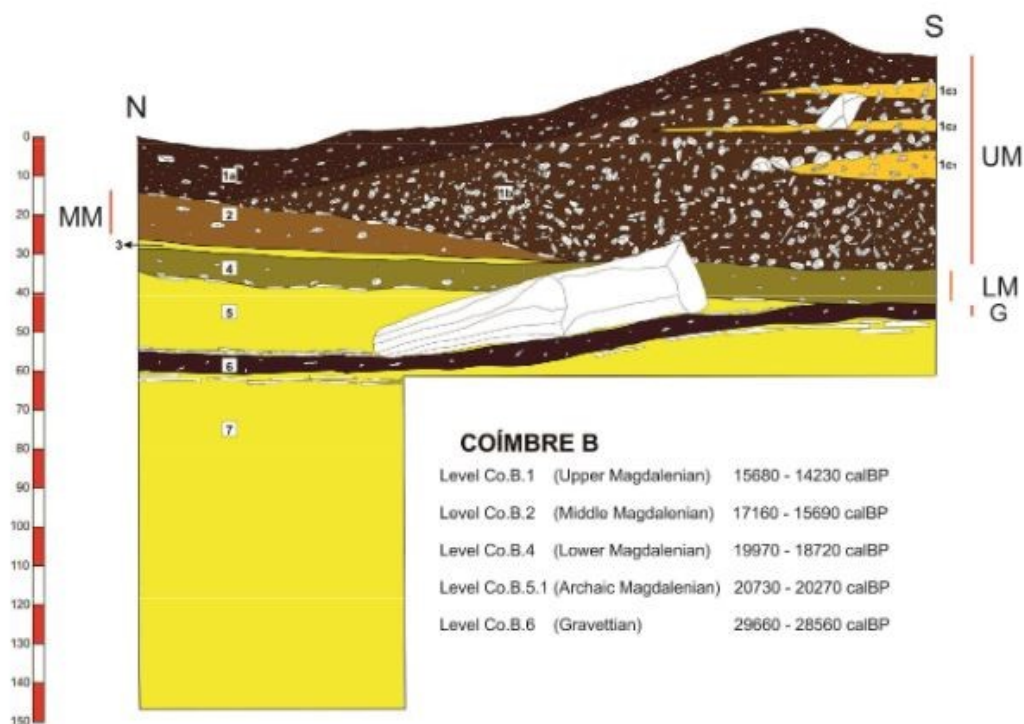 S
N
0
10
20
30
40
50
60
70
80
90
100
110
120
130
140
150
MM
3
1a
1b
2
4
5
6
7
1c3
1c2
1c1
UM
LM
G
COÍMBRE B
Level Co.B.1 (Upper Magdalenian) 15680 - 14230 calBP
Level Co.B.2 (Middle Magdalenian) 17160 - 15690 calBP
Level Co.B.4 (Lower Magdalenian) 19970 - 18720 calBP
Level Co.B.5.1 (Archaic Magdalenian) 20730 - 20270 calBP
Level Co.B.6 (Gravettian) 29660 - 28560 calBP